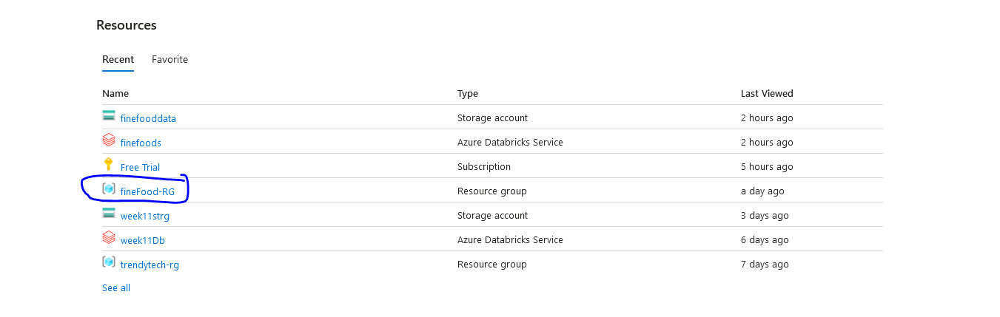 Resources
Recent Favorite
Name Type Last Viewed
finefooddata Storage account 2 hours ago
finefoods Azure Databricks Service 2 hours ago
Free Trial Subscription 5 hours ago
fineFood-RG Resource group a day ago
week11strg Storage account 3 days ago
week11Db Azure Databricks Service 6 days ago
trendytech-rg Resource group 7 days ago
See all